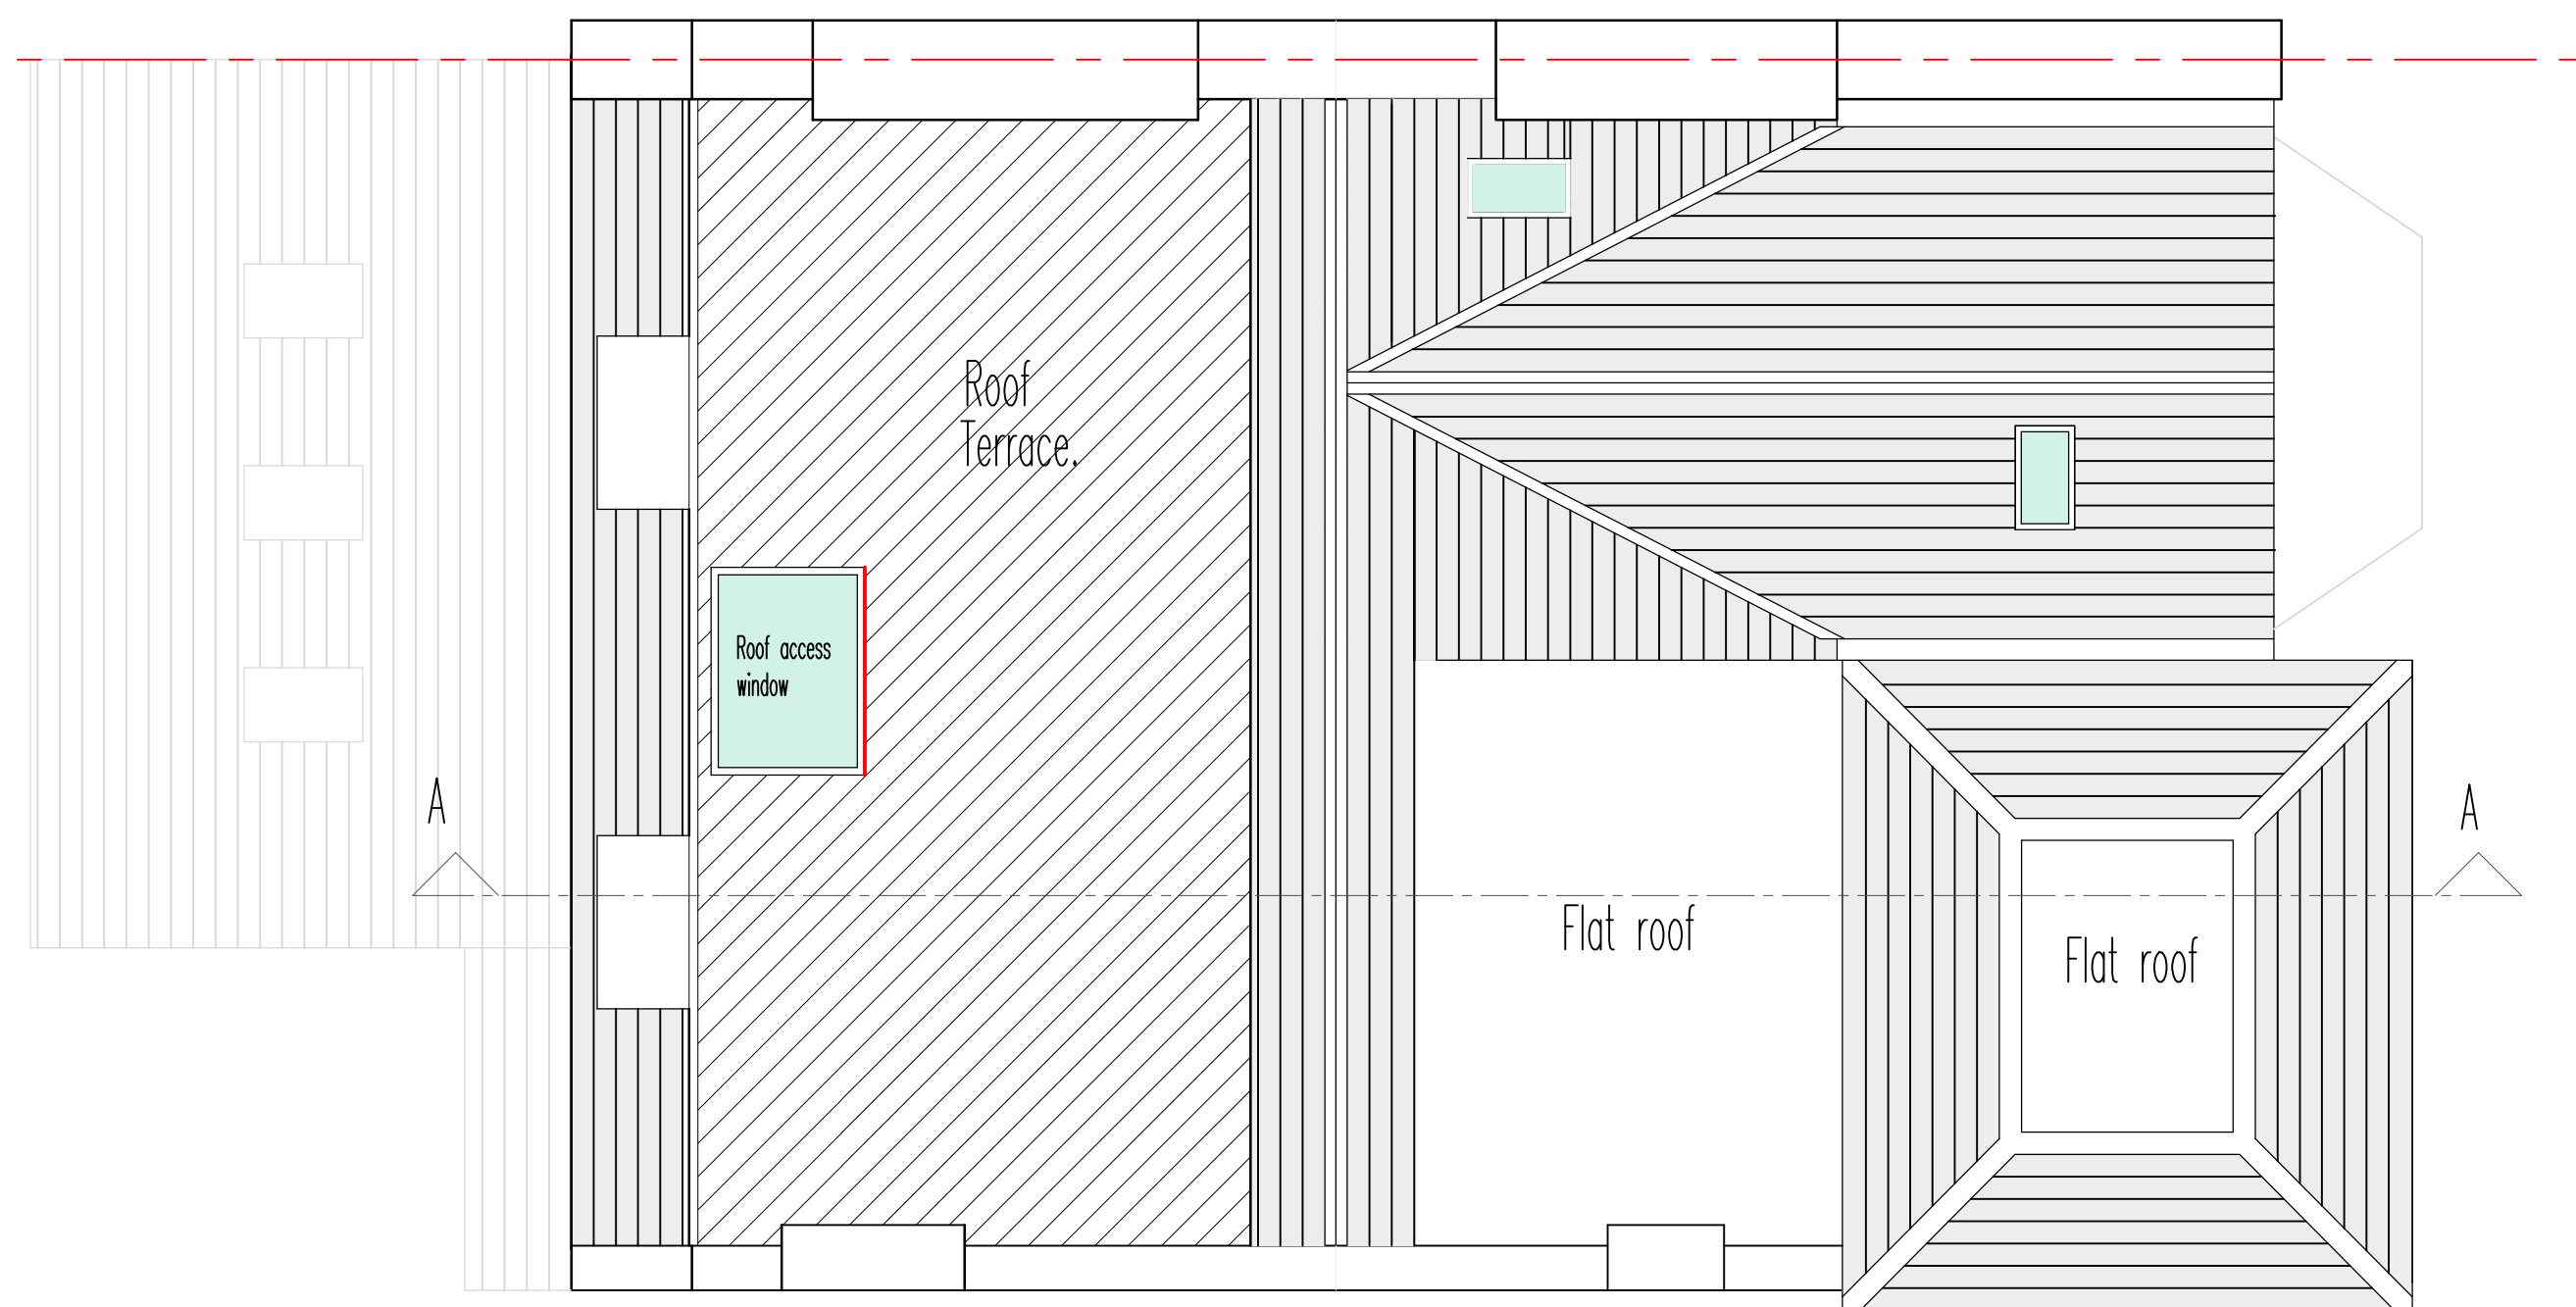 Roof
Terrace.
Roof access
window
A
A
Flat roof
Flat roof